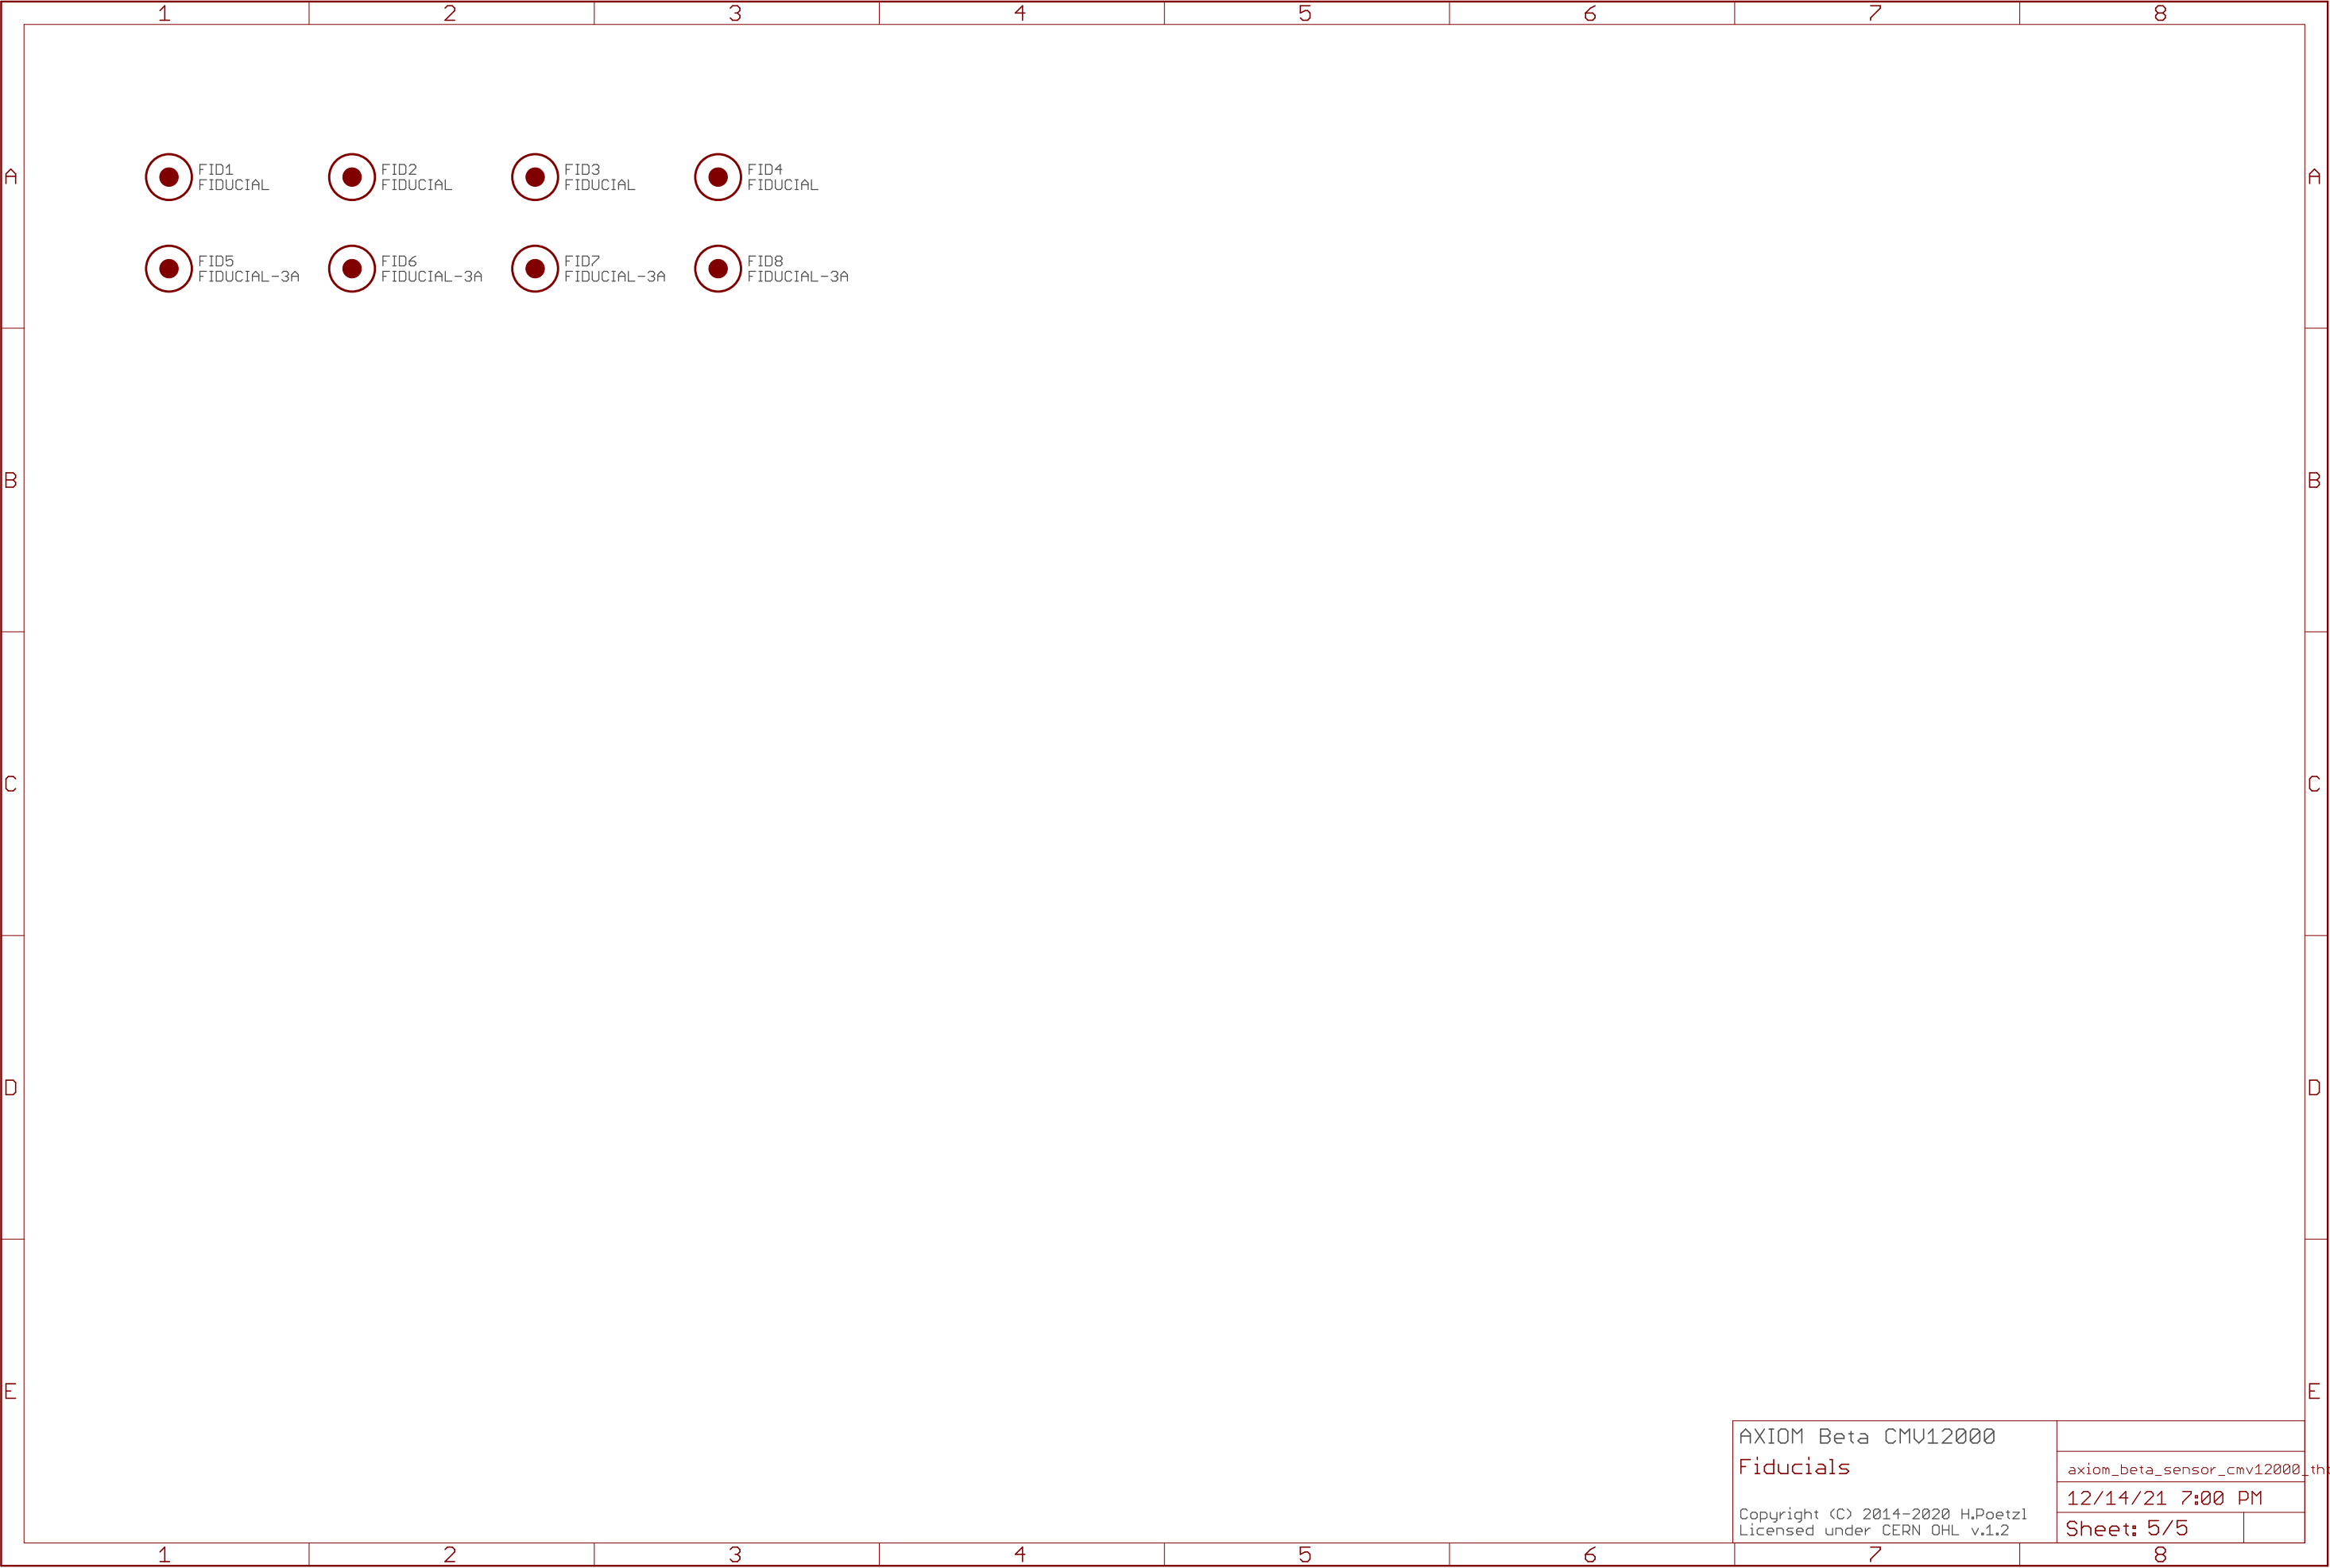 1 2 3 4 5 6 7 8
A A
FID1 FID2 FID3 FID4
FIDUCIAL FIDUCIAL FIDUCIAL FIDUCIAL
FID5 FID6 FID7 FID8
FIDUCIAL-3A FIDUCIAL-3A FIDUCIAL-3A FIDUCIAL-3A
B B
C C
D D
E E
AXIOM Beta CMV12000
Fiducials
axiom_beta_sensor_cmv12000_tht
12/14/21 7:00 PM
Copyright (C) 2014-2020 H.Poetzl
Licensed under CERN OHL v.1.2
Sheet: 5/5
1 2 3 4 5 6 7 8